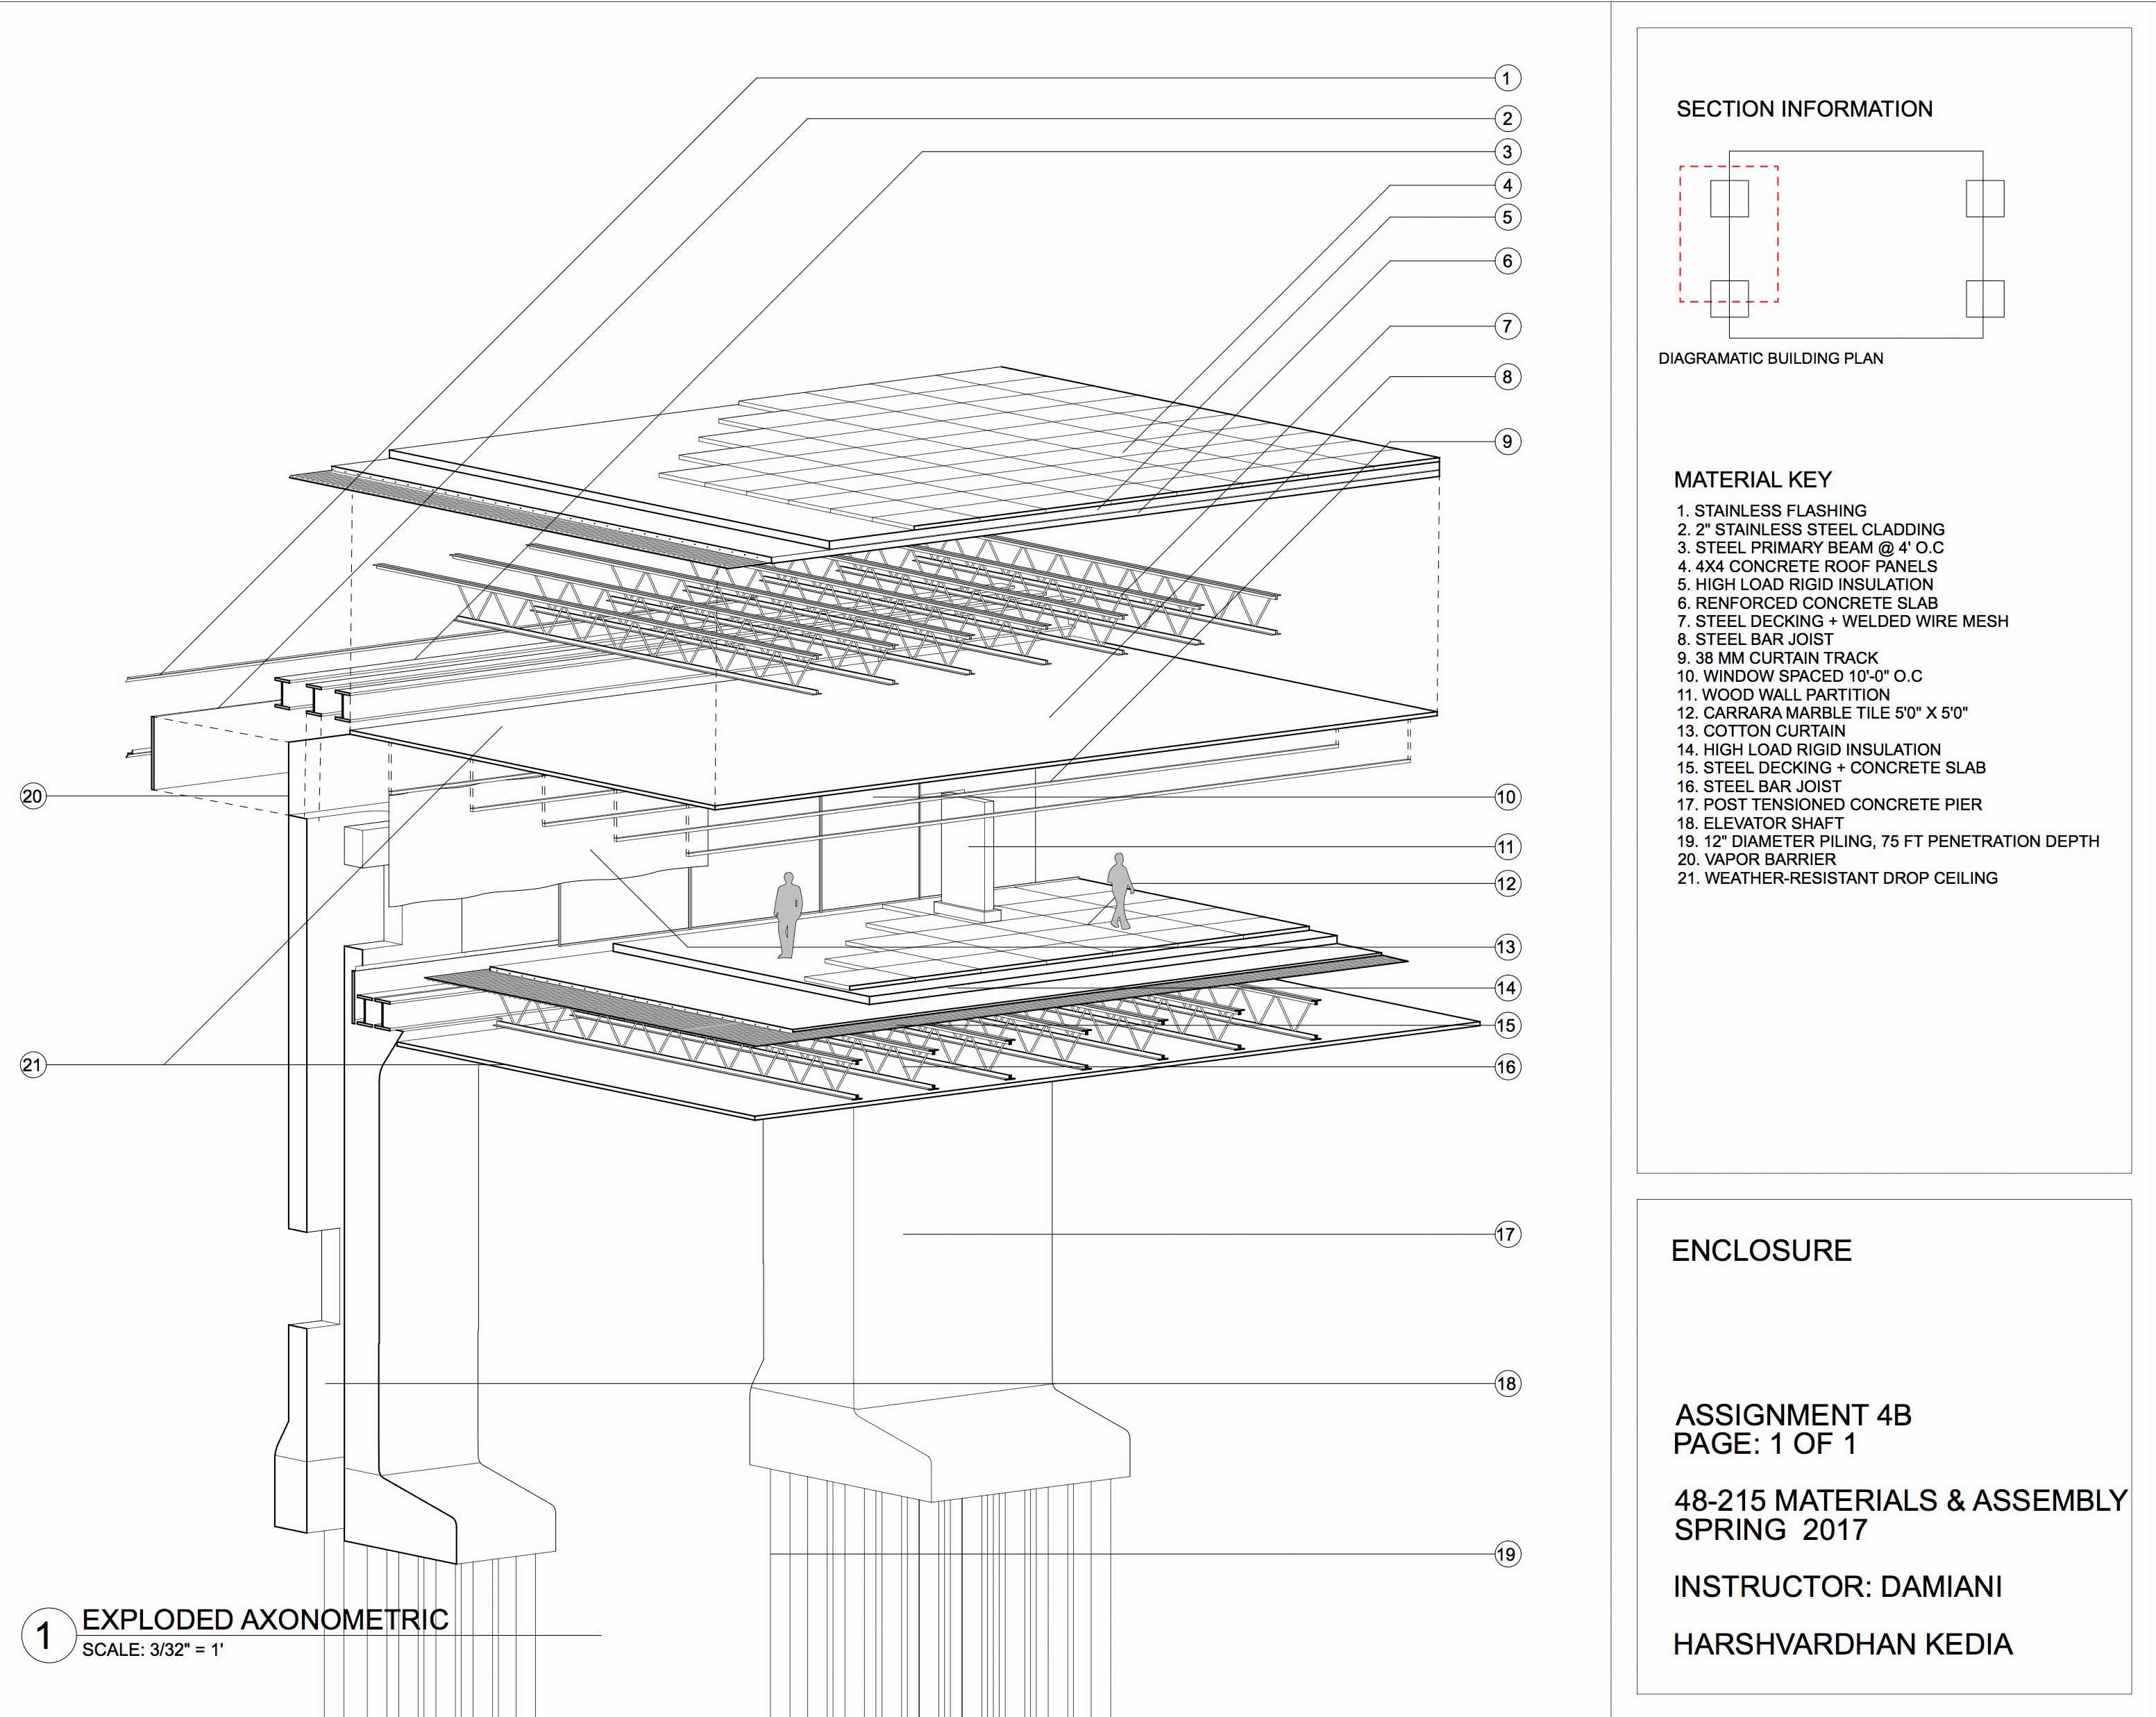 1
2
3
4
5
6
7
8
9
20
10
11
12
13
14
15
21
16
17
18
19
1 EXPLODED AXONOMETRIC
SCALE: 3/32" = 1'
SECTION INFORMATION
DIAGRAMATIC BUILDING PLAN
MATERIAL KEY
1. STAINLESS FLASHING
2. 2" STAINLESS STEEL CLADDING
3. STEEL PRIMARY BEAM @ 4' O.C
4. 4X4 CONCRETE ROOF PANELS
5. HIGH LOAD RIGID INSULATION
6. RENFORCED CONCRETE SLAB
7. STEEL DECKING + WELDED WIRE MESH
8. STEEL BAR JOIST
9. 38 MM CURTAIN TRACK
10. WINDOW SPACED 10'-0" O.C
11. WOOD WALL PARTITION
12. CARRARA MARBLE TILE 5'0" X 5'0"
13. COTTON CURTAIN
14. HIGH LOAD RIGID INSULATION
15. STEEL DECKING + CONCRETE SLAB
16. STEEL BAR JOIST
17. POST TENSIONED CONCRETE PIER
18. ELEVATOR SHAFT
19. 12" DIAMETER PILING, 75 FT PENETRATION DEPTH
20. VAPOR BARRIER
21. WEATHER-RESISTANT DROP CEILING
ENCLOSURE
ASSIGNMENT 4B
PAGE: 1 OF 1
48-215 MATERIALS & ASSEMBLY
SPRING 2017
INSTRUCTOR: DAMIANI
HARSHVARDHAN KEDIA